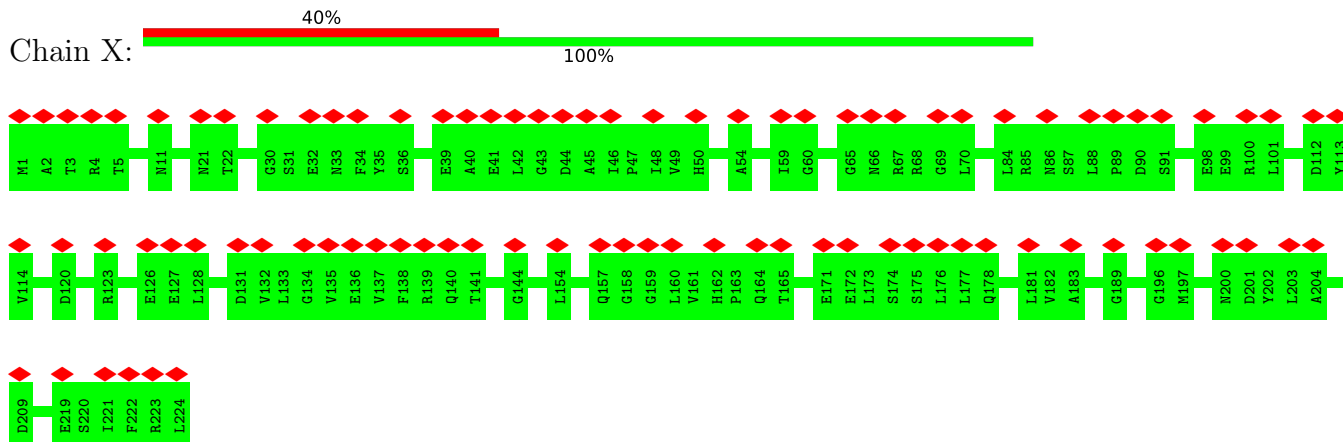 40%
Chain X:
100%
M1 A2 T3 R4 T5 N11 N21 T22 G30 S31 E32 N33 F34 Y35 S36 E39 A40 E41 L42 G43 D44 A45 I46 P47 I48 V49 H50 A54 I59 G60 G65 N66 R67 R68 G69 L70 L84 R85 N86 S87 L88 P89 D90 S91 E98 E99 R100 L101 D112 Y113
V114 D120 R123 E126 E127 L128 D131 V132 L133 G134 V135 E136 V137 F138 R139 Q140 T141 G144 L154 Q157 G158 G159 L160 V161 H162 P163 Q164 T165 E171 E172 L173 S174 S175 L176 L177 Q178 L181 V182 A183 G189 G196 M197 N200 D201 Y202 L203 A204
D209 E219 S220 I221 F222 R223 L224